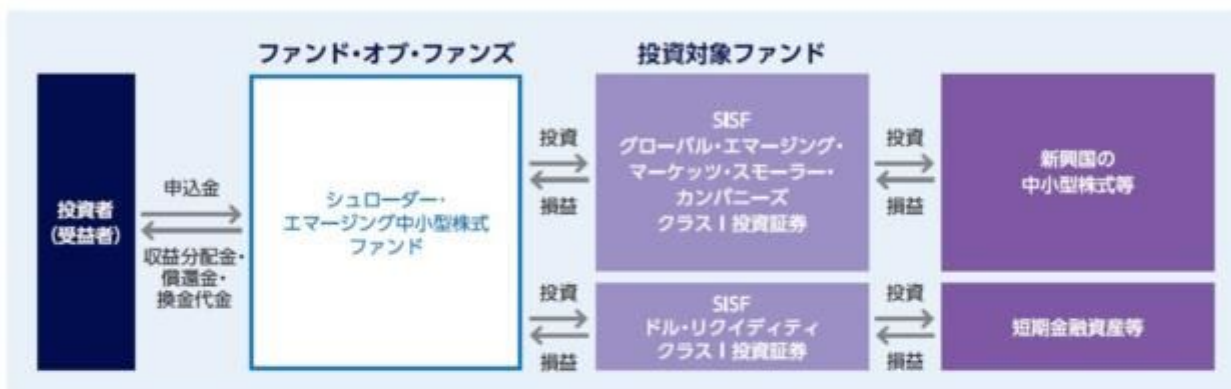 ファンド・オブ・ファンズ
投資対象ファンド
投資者
(受益者)
申込金
収益分配金・
償還金・
換金代金
シュローダー・
エマージング中小型株式
ファンド
投資
損益
SISF
グローバル・エマージング・
マーケッツ・スモーラー・
カンパニーズ
クラスI投資証券
投資
損益
新興国の
中小型株式等
投資
損益
SISF
ドル・リクイディティ
クラスI投資証券
投資
損益
短期金融資産等